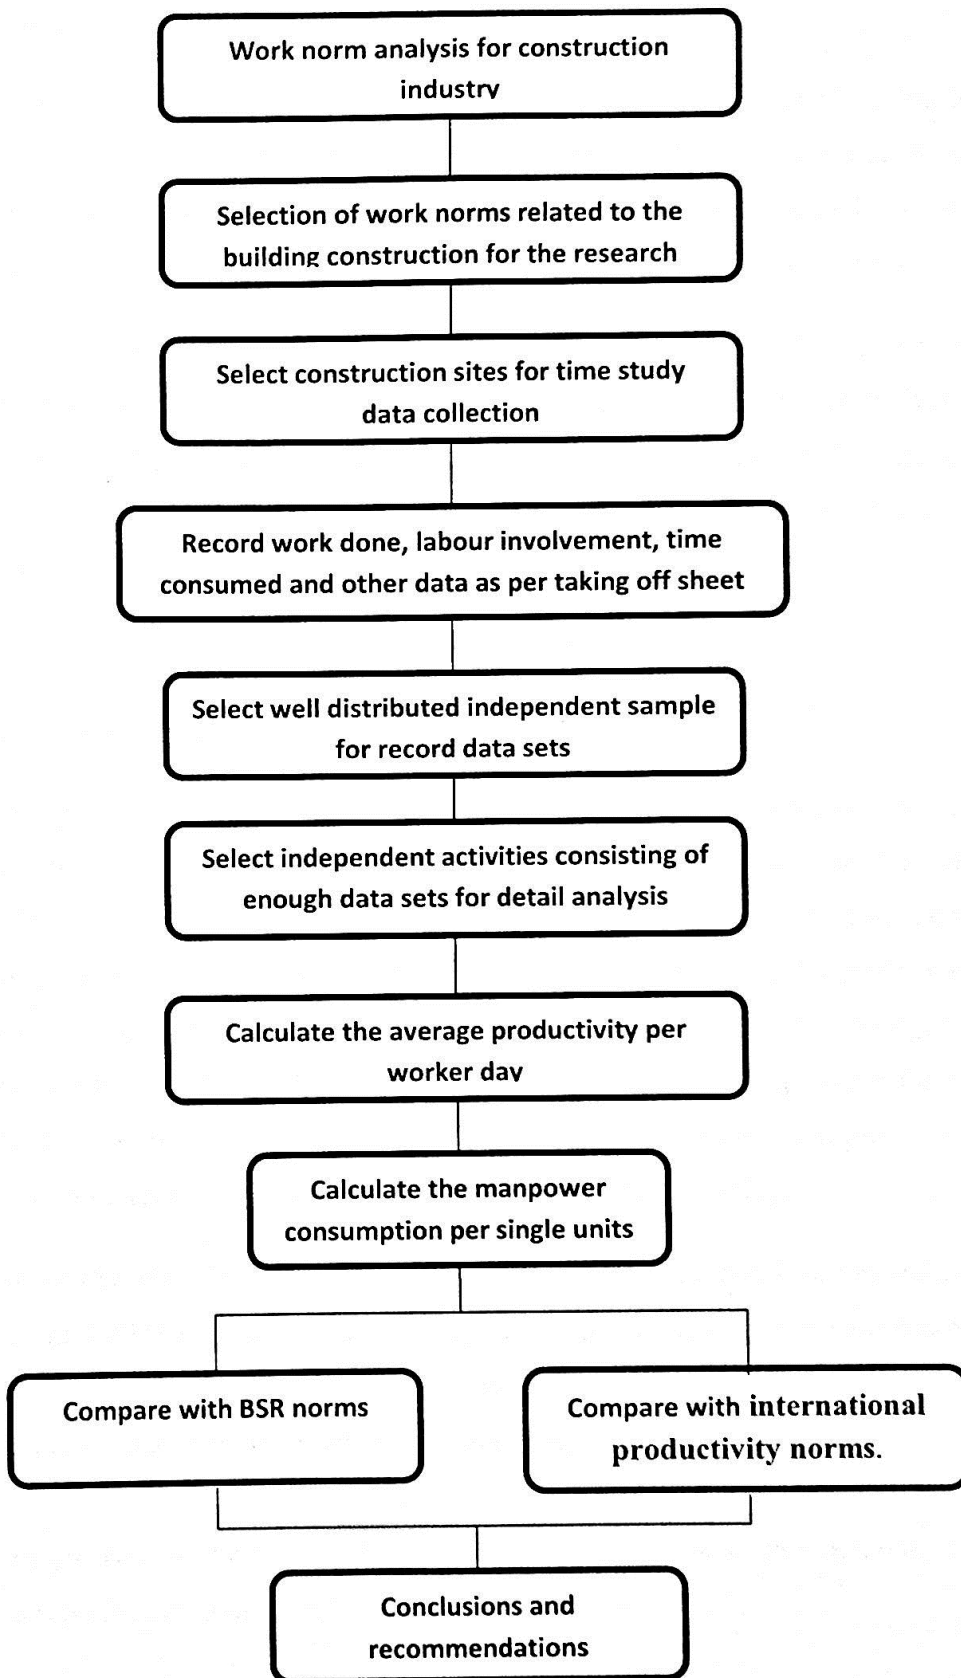 Work norm analysis for construction
industry
Selection of work norms related to the
building construction for the research
Select construction sites for time study
data collection
Record work done, labour involvement, time
consumed and other data as per taking off sheet
Select well distributed independent sample
for record data sets
Select independent activities consisting of
enough data sets for detail analysis
Calculate the average productivity per
worker day
Calculate the manpower
consumption per single units
Compare with BSR norms
Compare with international
productivity norms.
Conclusions and
recommendations